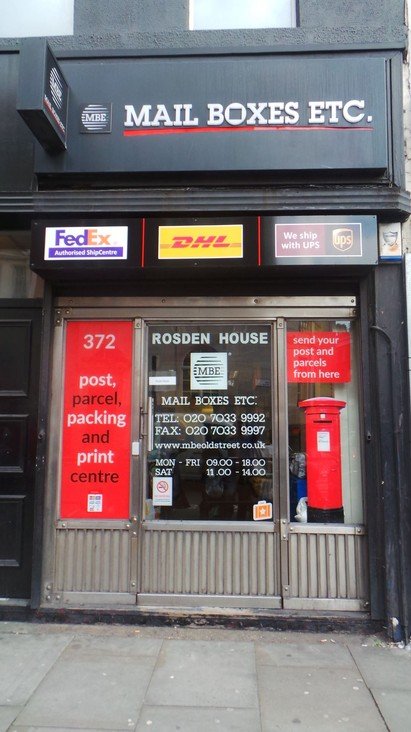 MBE
MAIL BOXES ETC.
FedEx
Authorised ShipCentre
DHL
We ship
with UPS
ups
372
post,
parcel,
packing
and
print
centre
ROSDEN HOUSE
MBE
MAIL BOXES ETC.
TEL: 020 7033 9992
FAX: 020 7033 9997
www.mbeoldstreet.co.uk
MON - FRI 09.00 - 18.00
SAT 11.00 - 14.00
send your
post and
parcels
from here